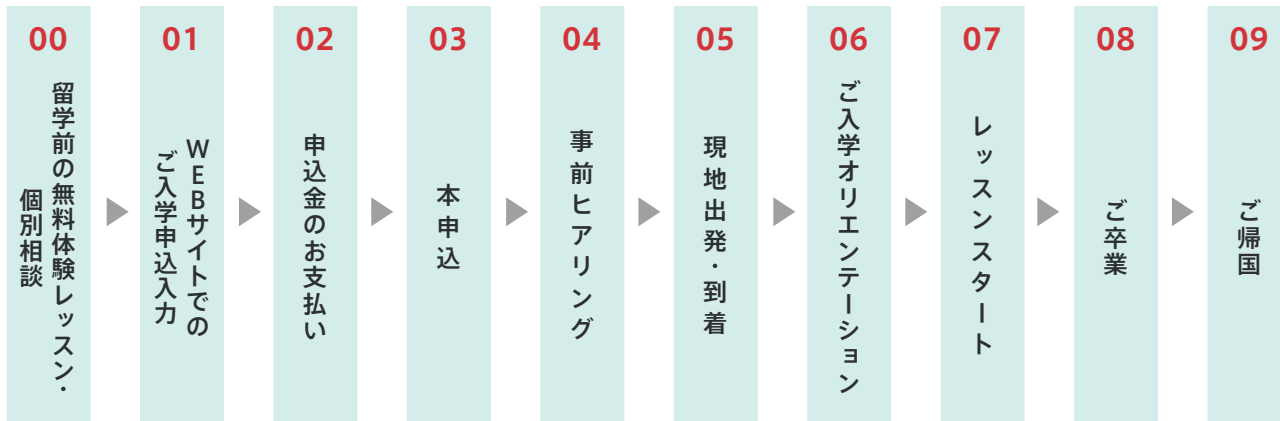 00
留学前の無料体験レッスン・
個別相談
01
WEBサイトでの
ご入学申込入力
02
申込金のお支払い
03
本申込
04
事前ヒアリング
05
現地出発・到着
06
ご入学オリエンテーション
07
レッスンスタート
08
ご卒業
09
ご帰国